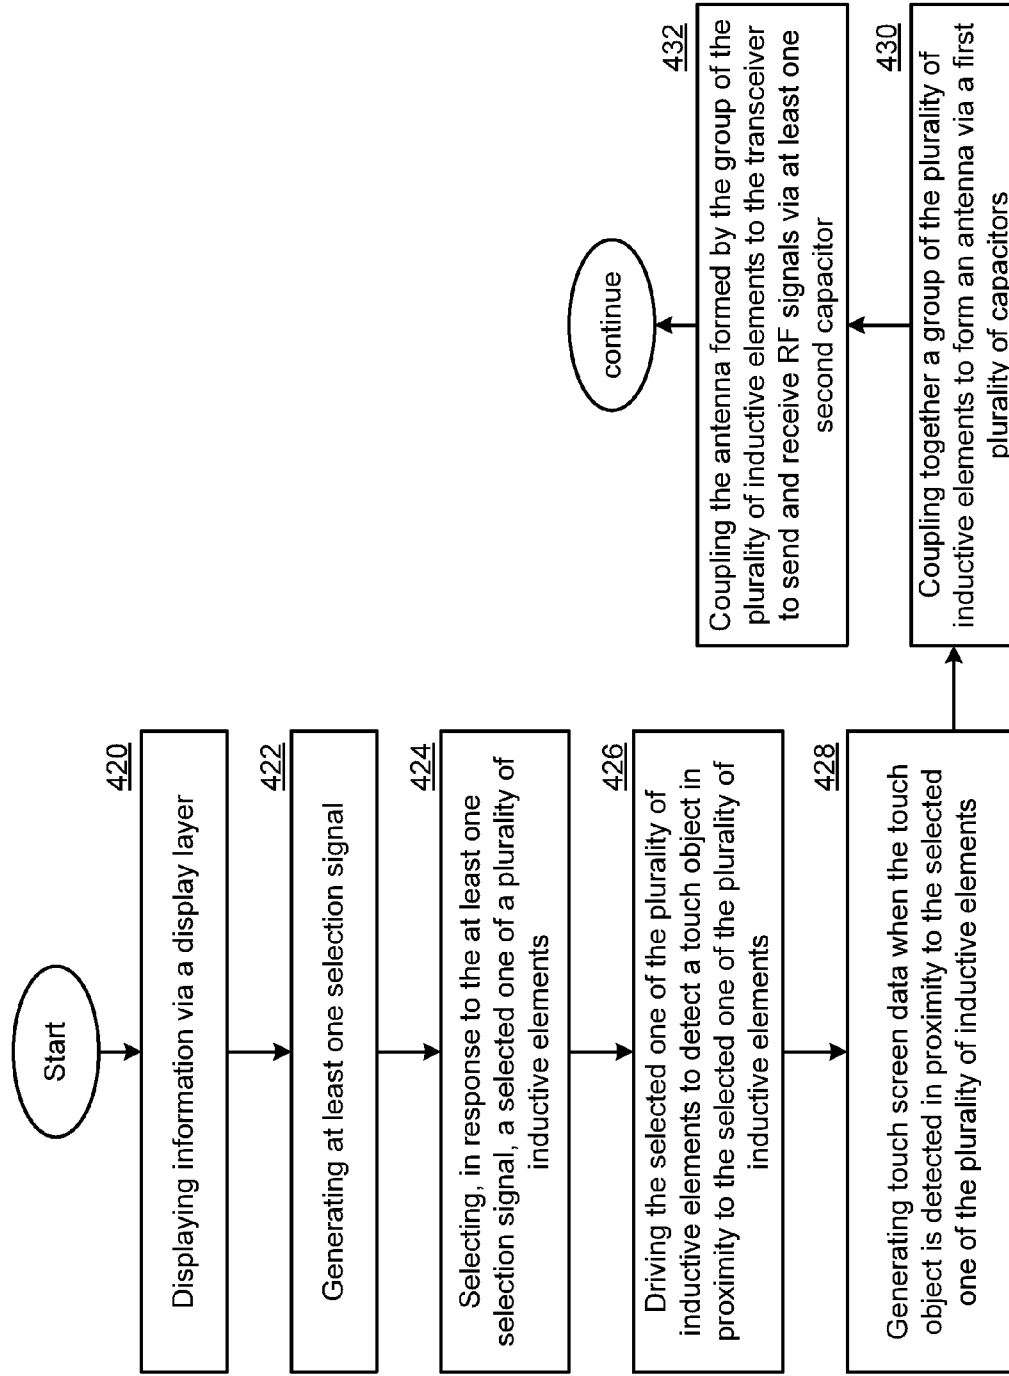 Start
420
Displaying information via a display layer
422
Generating at least one selection signal
424
Selecting, in response to the at least one
selection signal, a selected one of a plurality of
inductive elements
426
Driving the selected one of the plurality of
inductive elements to detect a touch object in
proximity to the selected one of the plurality of
inductive elements
428
Generating touch screen data when the touch
object is detected in proximity to the selected
one of the plurality of inductive elements
430
Coupling together a group of the plurality of
inductive elements to form an antenna via a first
plurality of capacitors
432
Coupling the antenna formed by the group of the
plurality of inductive elements to the transceiver
to send and receive RF signals via at least one
second capacitor
continue